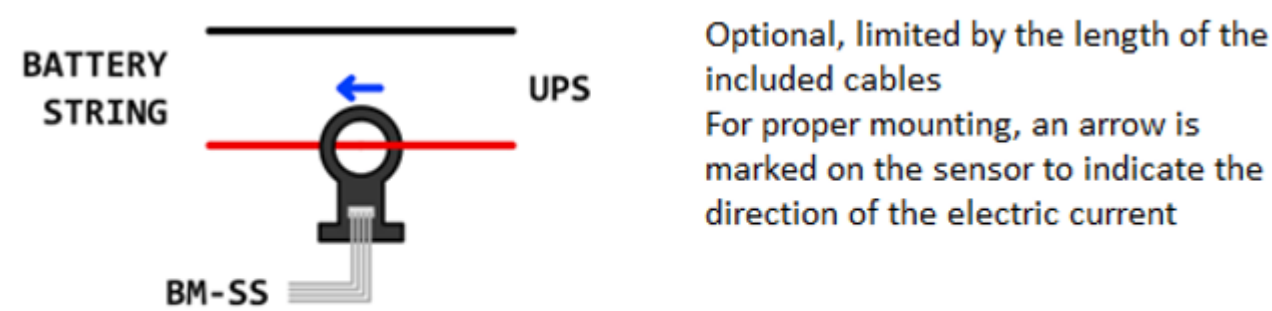 BATTERY
STRING
UPS
BM-SS
Optional, limited by the length of the
included cables
For proper mounting, an arrow is
marked on the sensor to indicate the
direction of the electric current